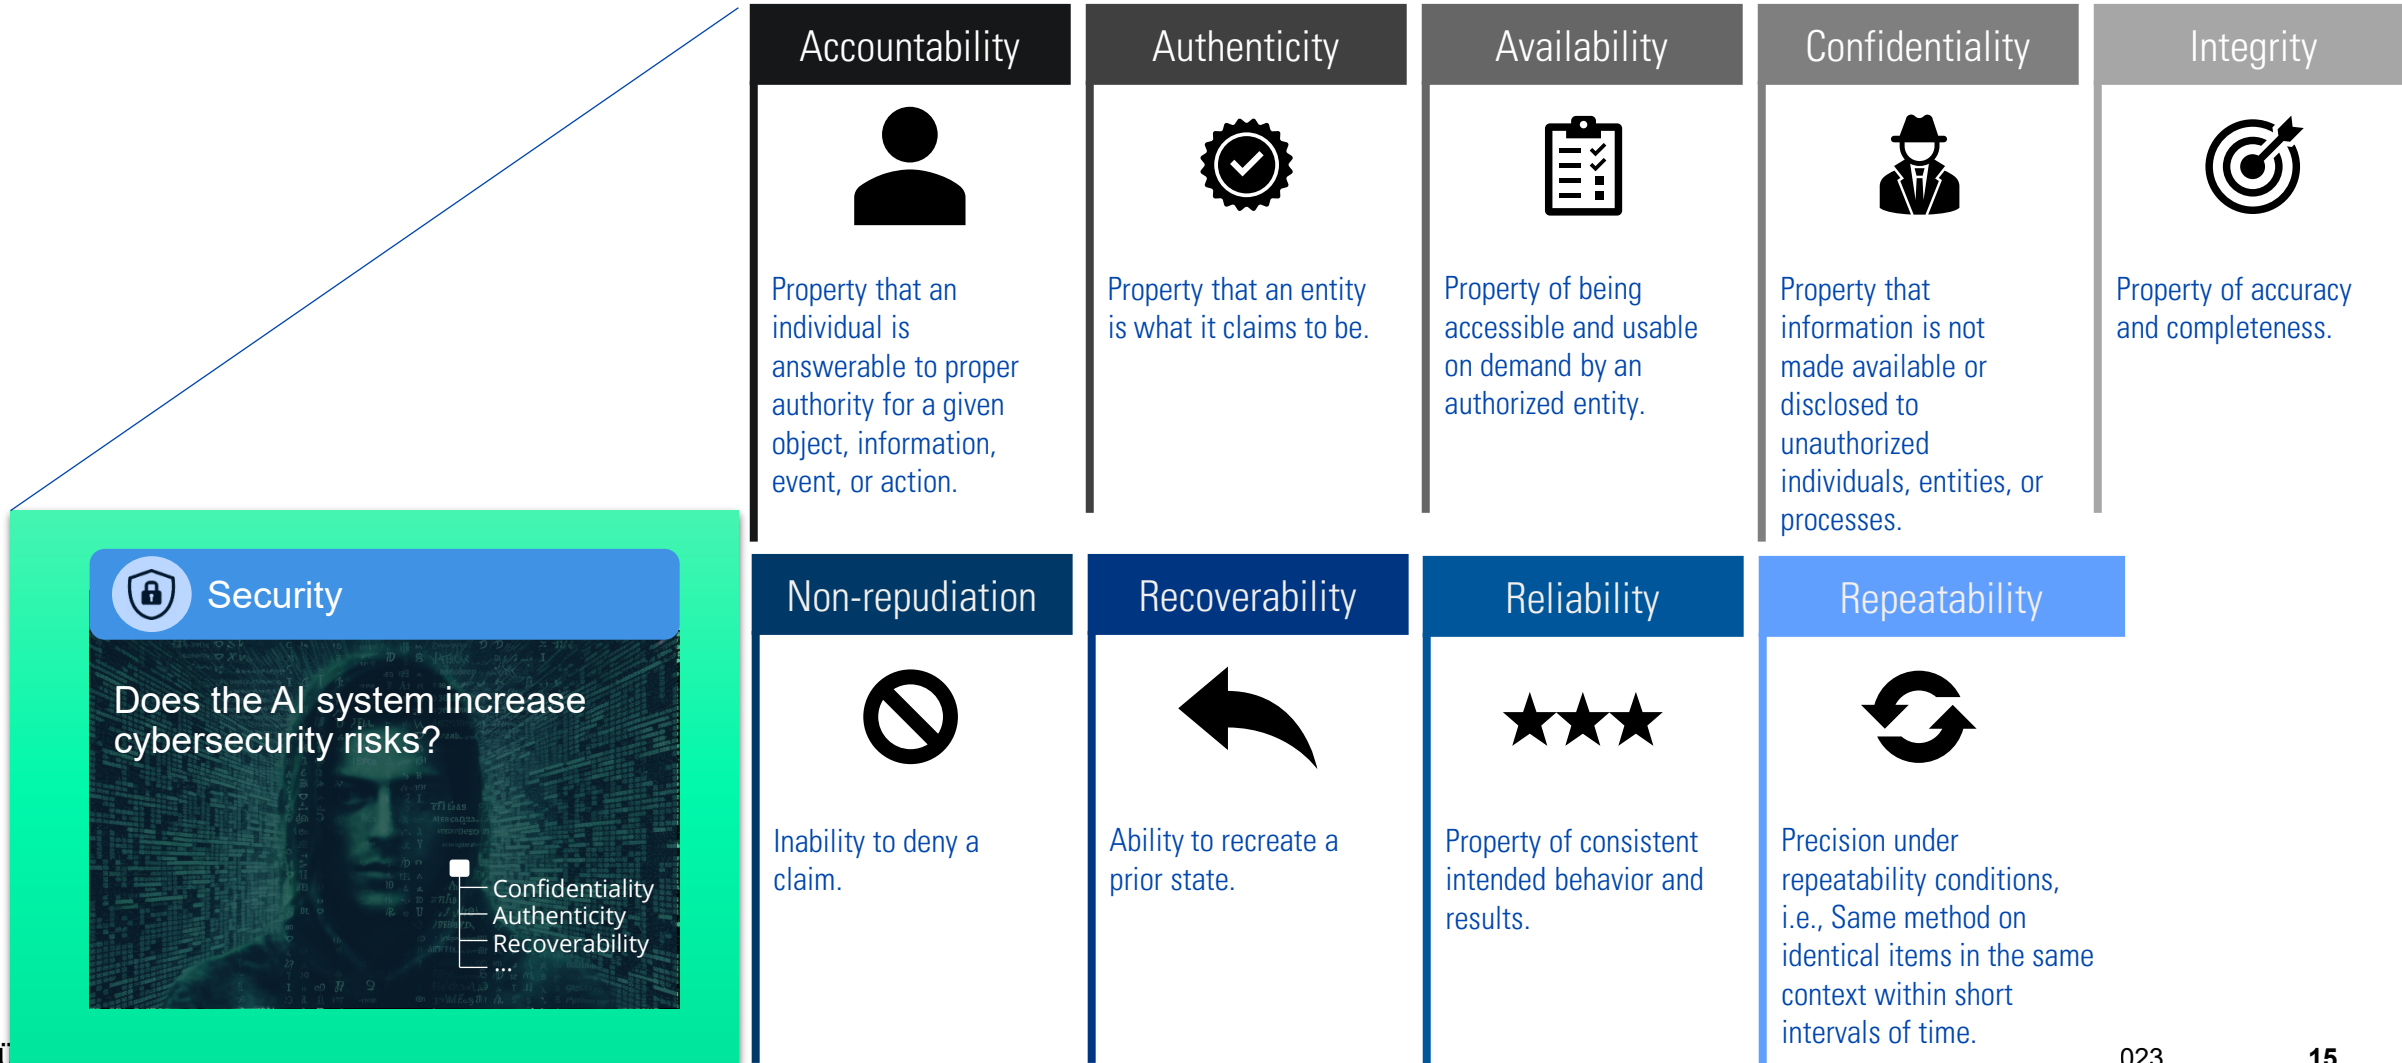 Accountability
Property that an
individual is
answerable to proper
authority for a given
object, information,
event, or action.
Authenticity
Property that an entity
is what it claims to be.
Availability
Property of being
accessible and usable
on demand by an
authorized entity.
Confidentiality
Property that
information is not
made available or
disclosed to
unauthorized
individuals, entities, or
processes.
Integrity
Property of accuracy
and completeness.
Security
Does the AI system increase
cybersecurity risks?
Confidentiality
Authenticity
Recoverability
...
Non-repudiation
Inability to deny a
claim.
Recoverability
Ability to recreate a
prior state.
Reliability
Property of consistent
intended behavior and
results.
Repeatability
Precision under
repeatability conditions,
i.e., Same method on
identical items in the same
context within short
intervals of time.
023
15